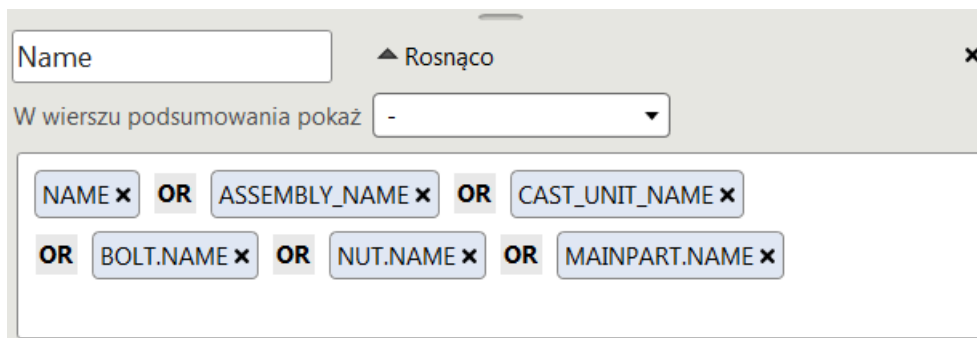 Name Rosnąco
W wierszu podsumowania pokaż -
NAME OR ASSEMBLY_NAME OR CAST_UNIT_NAME
OR BOLT.NAME OR NUT.NAME OR MAINPART.NAME